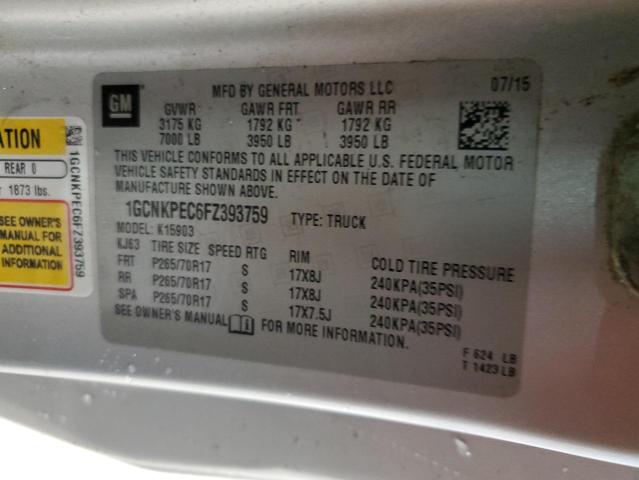 GM
MFD BY GENERAL MOTORS LLC 07/15
GVWR GAWR FRT GAWR RR
3175 KG 1792 KG 1792 KG
7000 LB 3950 LB 3950 LB
THIS VEHICLE CONFORMS TO ALL APPLICABLE U.S. FEDERAL MOTOR
VEHICLE SAFETY STANDARDS IN EFFECT ON THE DATE OF
MANUFACTURE SHOWN ABOVE.
1GCNKPEC6FZ393759 TYPE: TRUCK
MODEL: K15903
KJ63 TIRE SIZE SPEED RTG RIM COLD TIRE PRESSURE
FRT P265/70R17 S 17X8J 240KPA(35PSI)
RR P265/70R17 S 17X8J 240KPA(35PSI)
SPA P265/70R17 S 17X7.5J 240KPA(35PSI)
SEE OWNER'S MANUAL FOR MORE INFORMATION.
F 624 LB
T 1423 LB
ATION
REAR 0
r 1873 lbs.
SEE OWNER'S
MANUAL FOR
ADDITIONAL
INFORMATION
1GCNKPEC6FZ393759